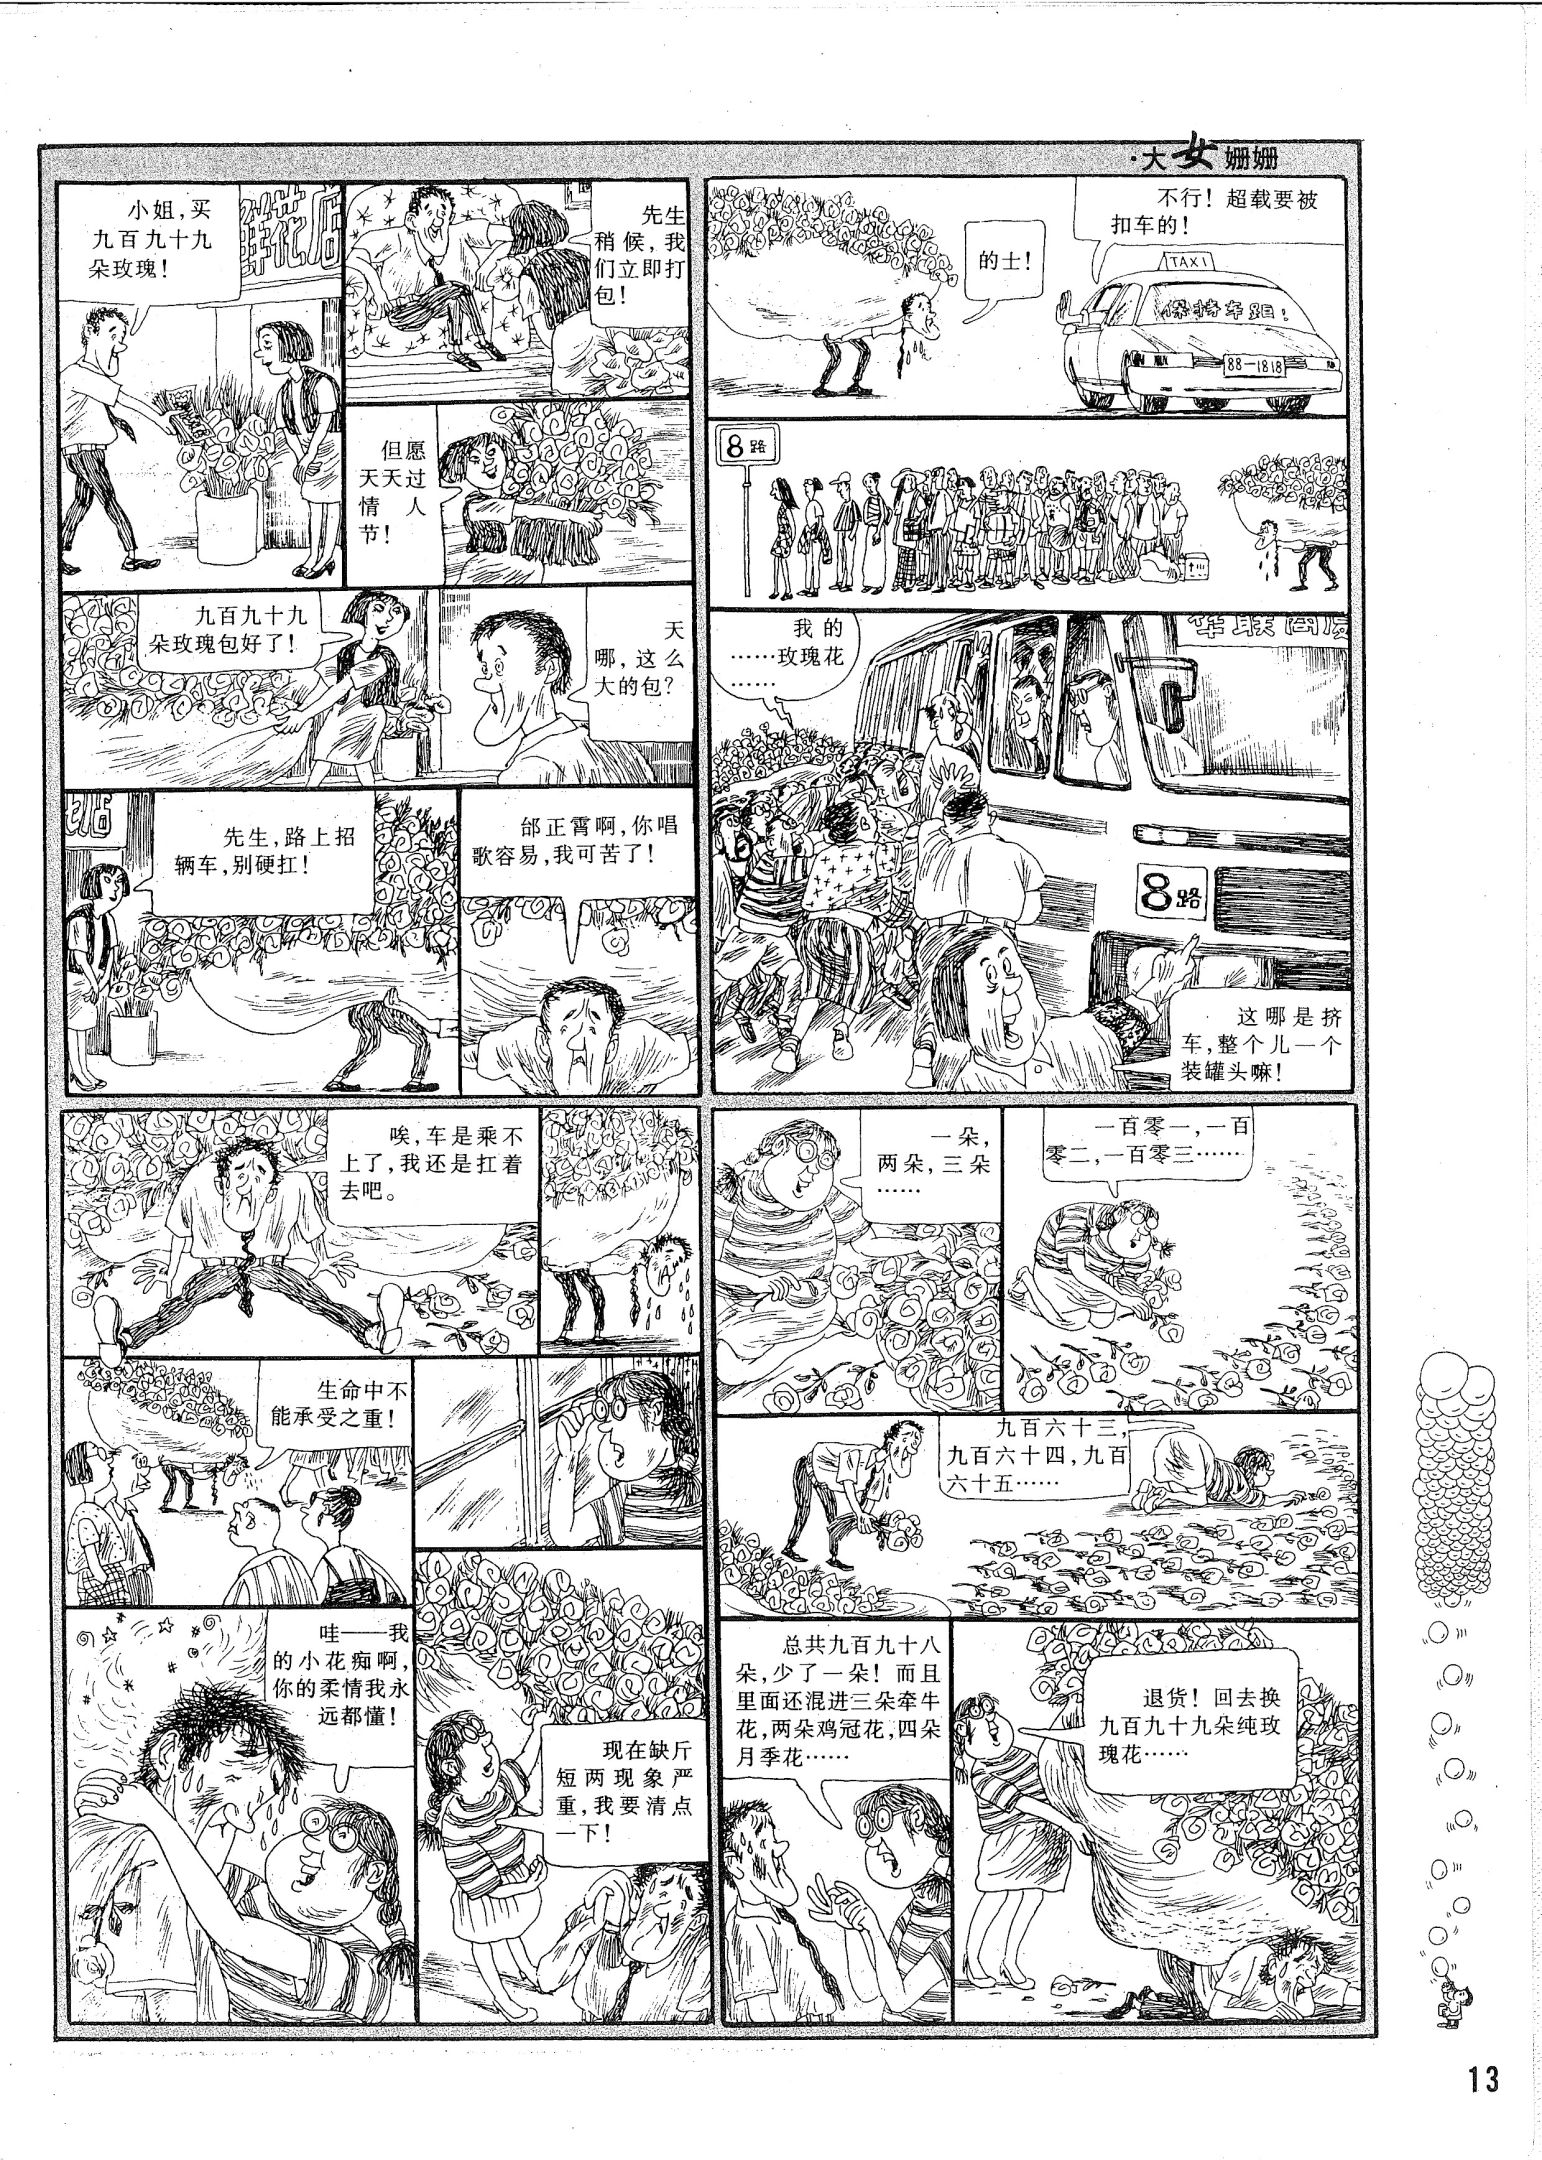 ·大女姗姗
小姐，买
九百九十九
朵玫瑰！
鲜花店
先生
稍候，我
们立即打
包！
但愿
天天过
情人
节！
九百九十九
朵玫瑰包好了！
天
哪，这么
大的包？
花店
先生，路上招
辆车，别硬扛！
邰正霄啊，你唱
歌容易，我可苦了！
的士！
不行！超载要被
扣车的！
TAXI
保持车距！
88-1818
8路
我的
……玫瑰花
……
华联商厦
8路
这哪是挤
车，整个儿一个
装罐头嘛！
唉，车是乘不
上了，我还是扛着
去吧。
生命中不
能承受之重！
哇——我
的小花痴啊，
你的柔情我永
远都懂！
现在缺斤
短两现象严
重，我要清点
一下！
一朵，
两朵，三朵
……
一百零一，一百
零二，一百零三……
九百六十三，
九百六十四，九百
六十五……
总共九百九十八
朵，少了一朵！而且
里面还混进三朵牵牛
花，两朵鸡冠花，四朵
月季花……
退货！回去换
九百九十九朵纯玫
瑰花……
13